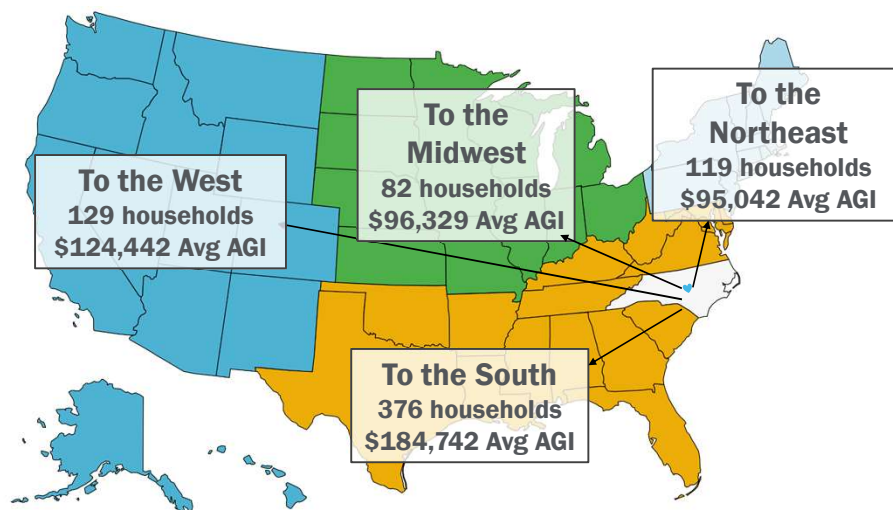 To the West
129 households
$124,442 Avg AGI
To the
Midwest
82 households
$96,329 Avg AGI
To the
Northeast
119 households
$95,042 Avg AGI
To the South
376 households
$184,742 Avg AGI